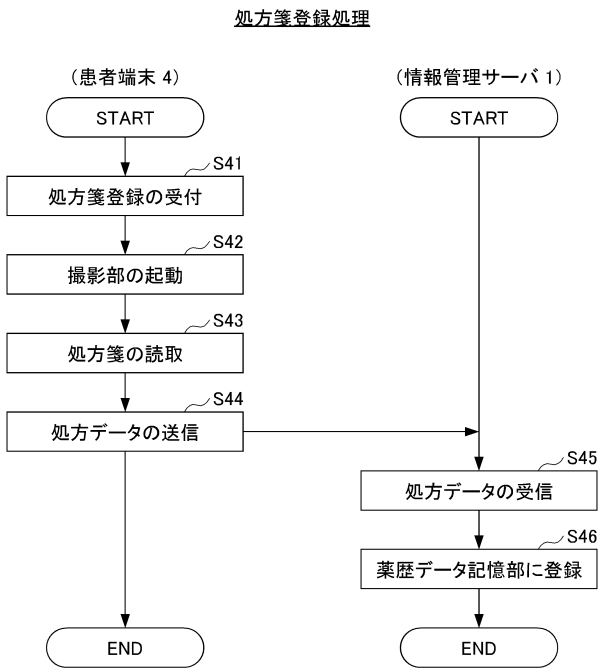 処方箋登録処理
（患者端末 4）
（情報管理サーバ 1）
START
START
S41
処方箋登録の受付
S42
撮影部の起動
S43
処方箋の読取
S44
処方データの送信
S45
処方データの受信
S46
薬歴データ記憶部に登録
END
END